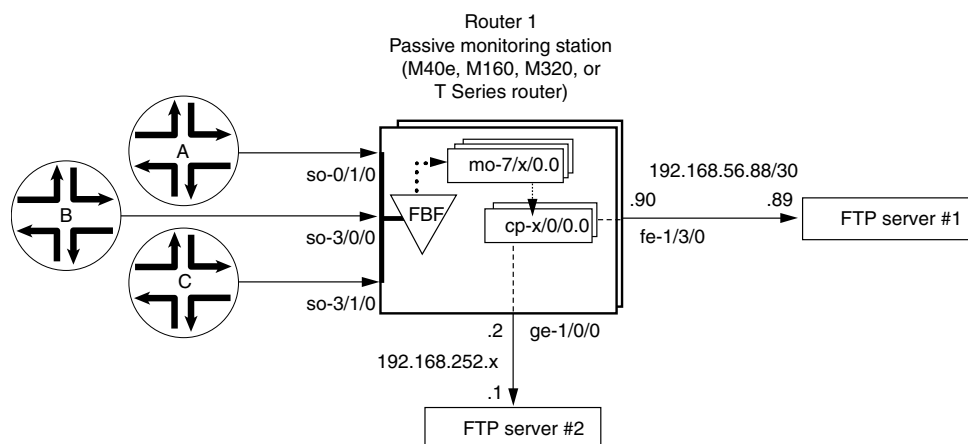 Router 1
Passive monitoring station
(M40e, M160, M320, or
T Series router)
A
so-0/1/0
mo-7/x/0.0
192.168.56.88/30
B
FBF
cp-x/0/0.0
.90
.89
FTP server #1
so-3/0/0
fe-1/3/0
C
so-3/1/0
.2
ge-1/0/0
192.168.252.x
.1
FTP server #2